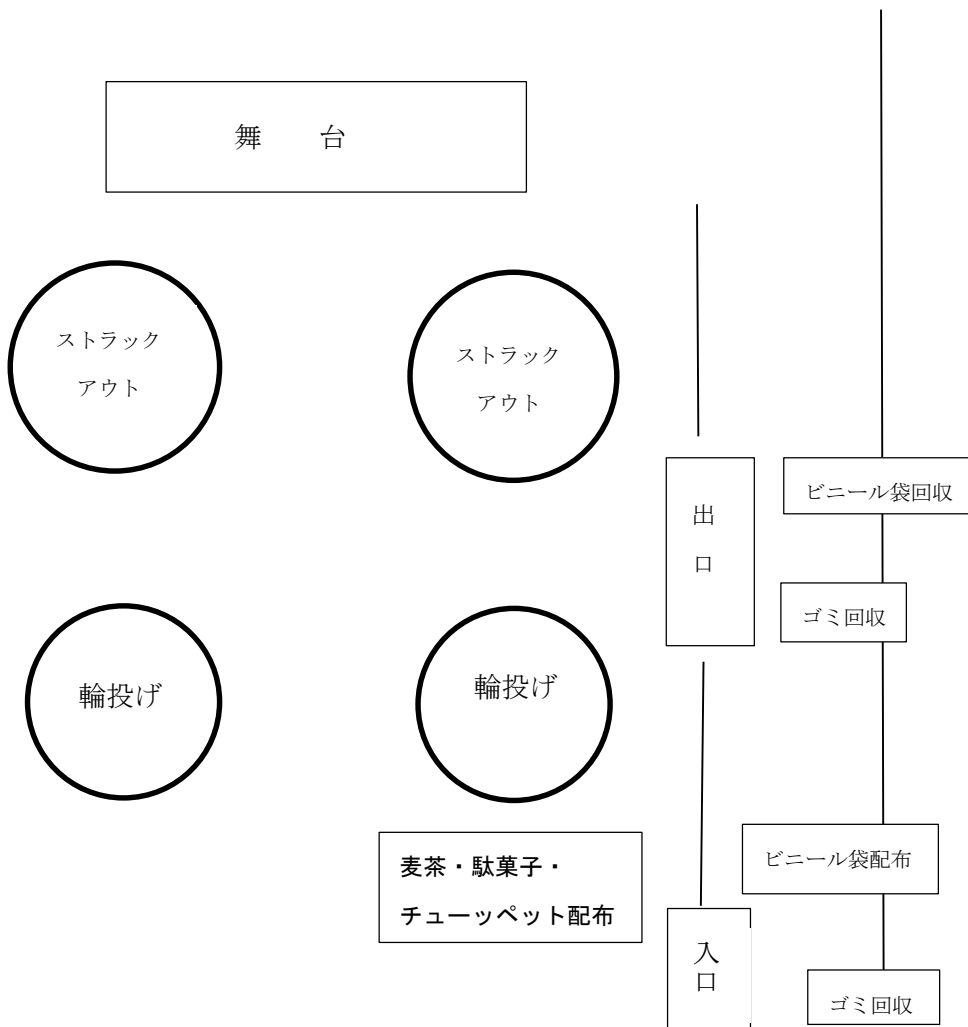 舞　台
ストラック
アウト
ストラック
アウト
出
口
ビニール袋回収
ゴミ回収
輪投げ
輪投げ
麦茶・駄菓子・
チューッペット配布
ビニール袋配布
入
口
ゴミ回収